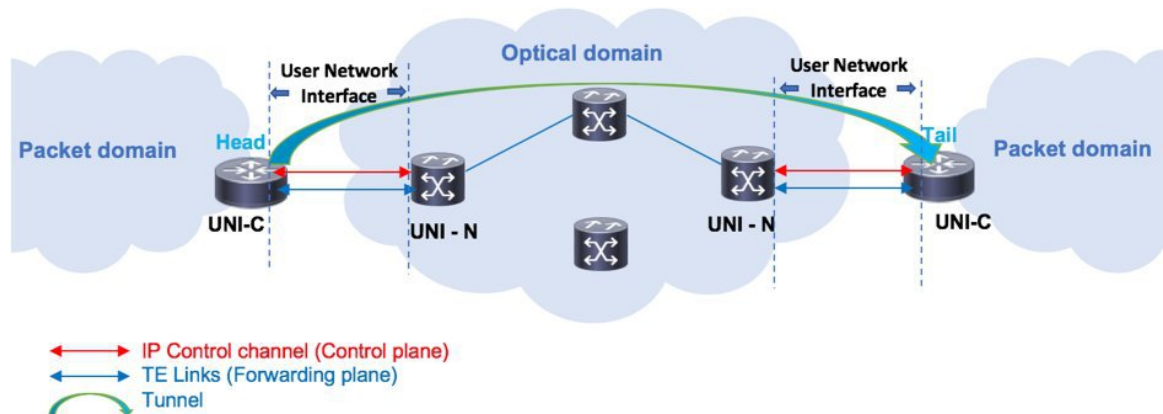 Optical domain
User Network
Interface
User Network
Interface
Packet domain
Head
Tail
Packet domain
UNI-C
UNI - N
UNI - N
UNI-C
IP Control channel (Control plane)
TE Links (Forwarding plane)
Tunnel